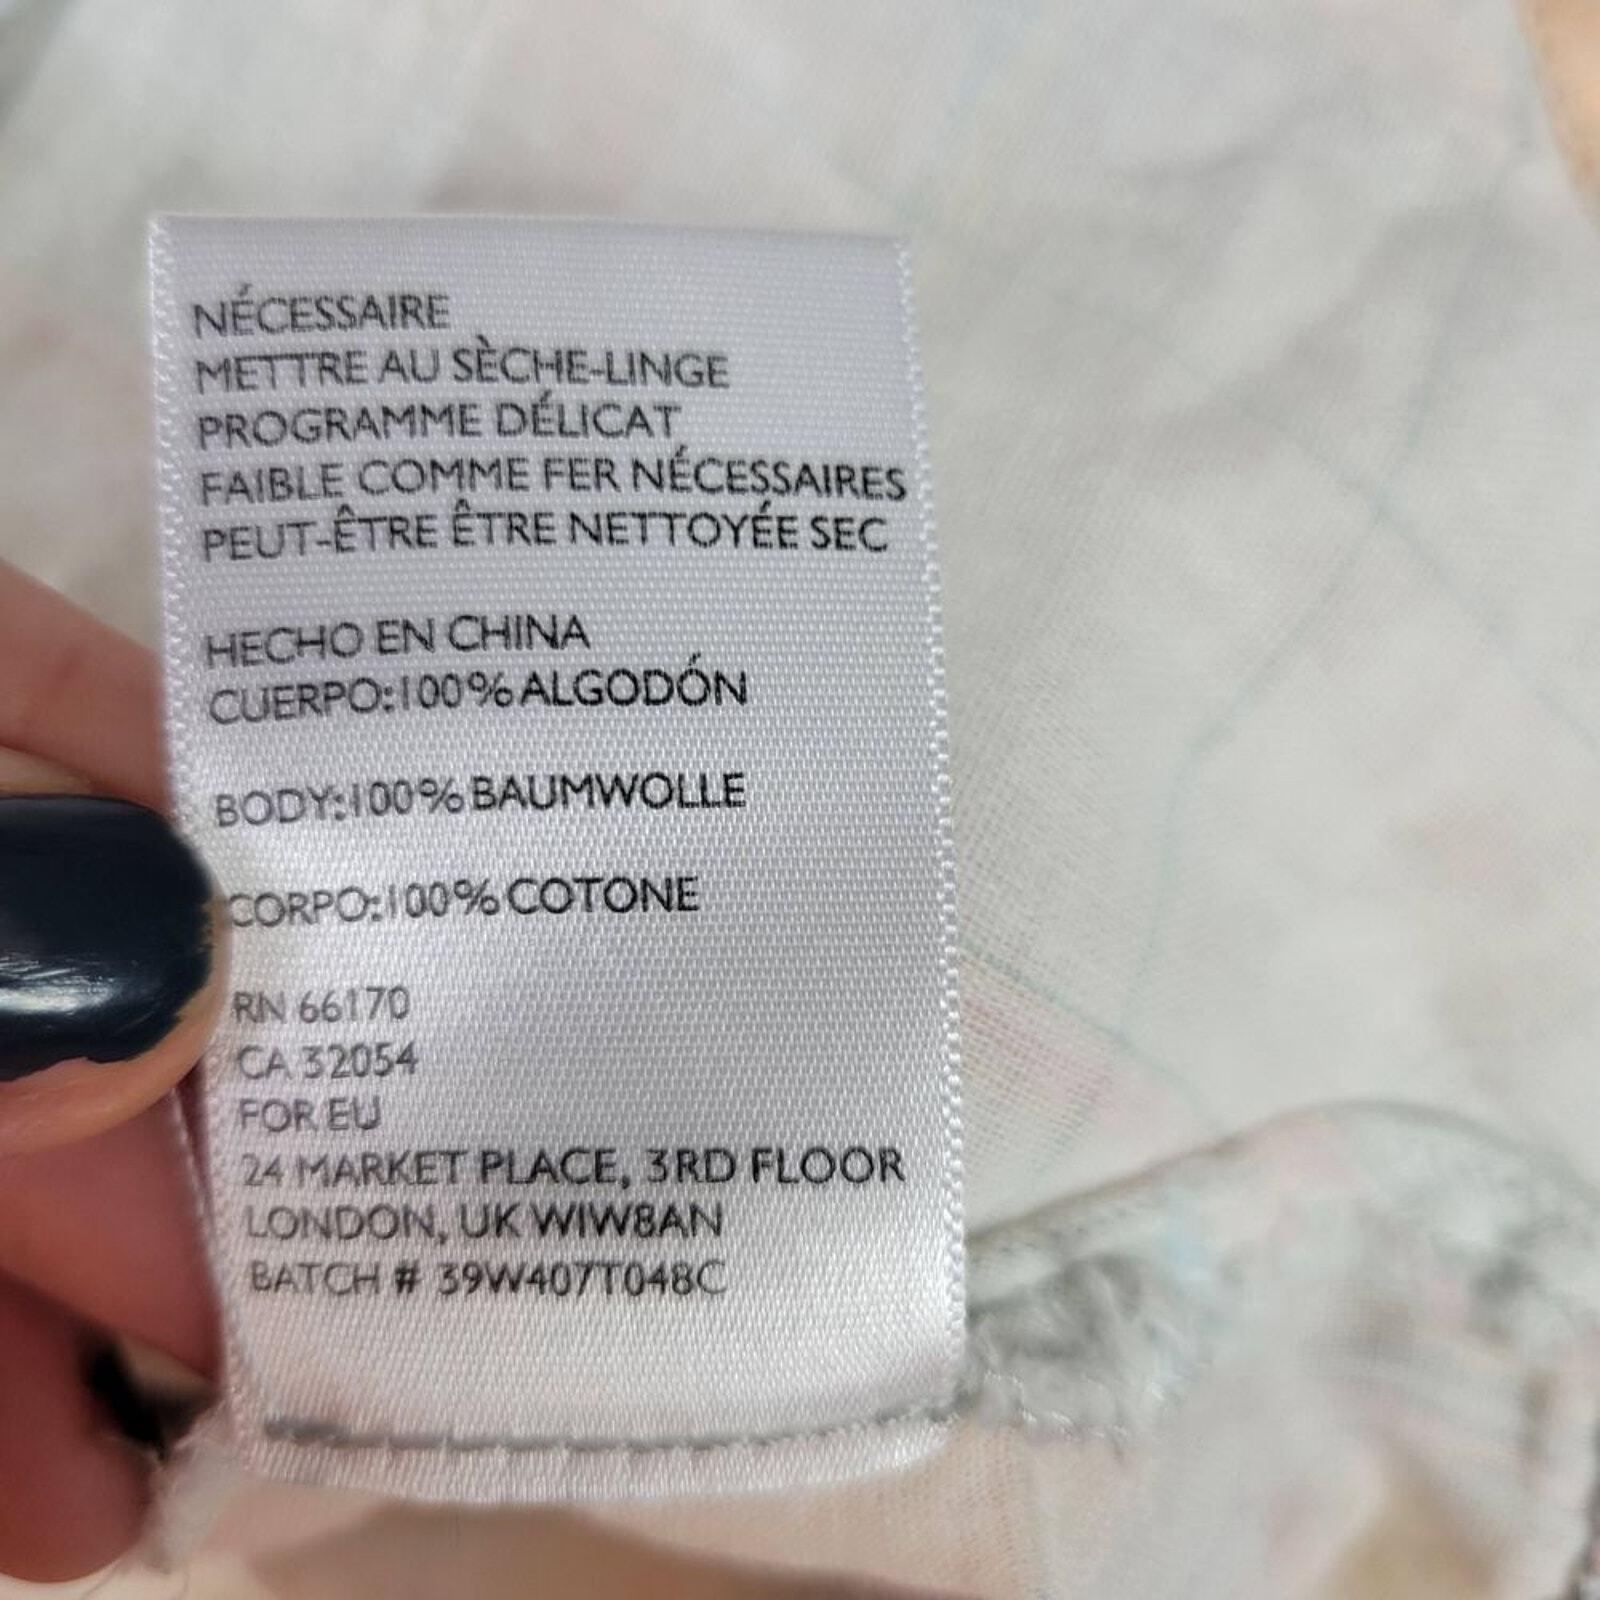 NÉCESSAIRE
METTRE AU SÈCHE-LINGE
PROGRAMME DÉLICAT
FAIBLE COMME FER NÉCESSAIRES
PEUT-ÊTRE ÊTRE NETTOYÉE SEC
HECHO EN CHINA
CUERPO:100% ALGODÓN
BODY:100% BAUMWOLLE
CORPO:100% COTONE
RN 66170
CA 32054
FOR EU
24 MARKET PLACE, 3RD FLOOR
LONDON, UK W1W8AN
BATCH # 39W407T048C